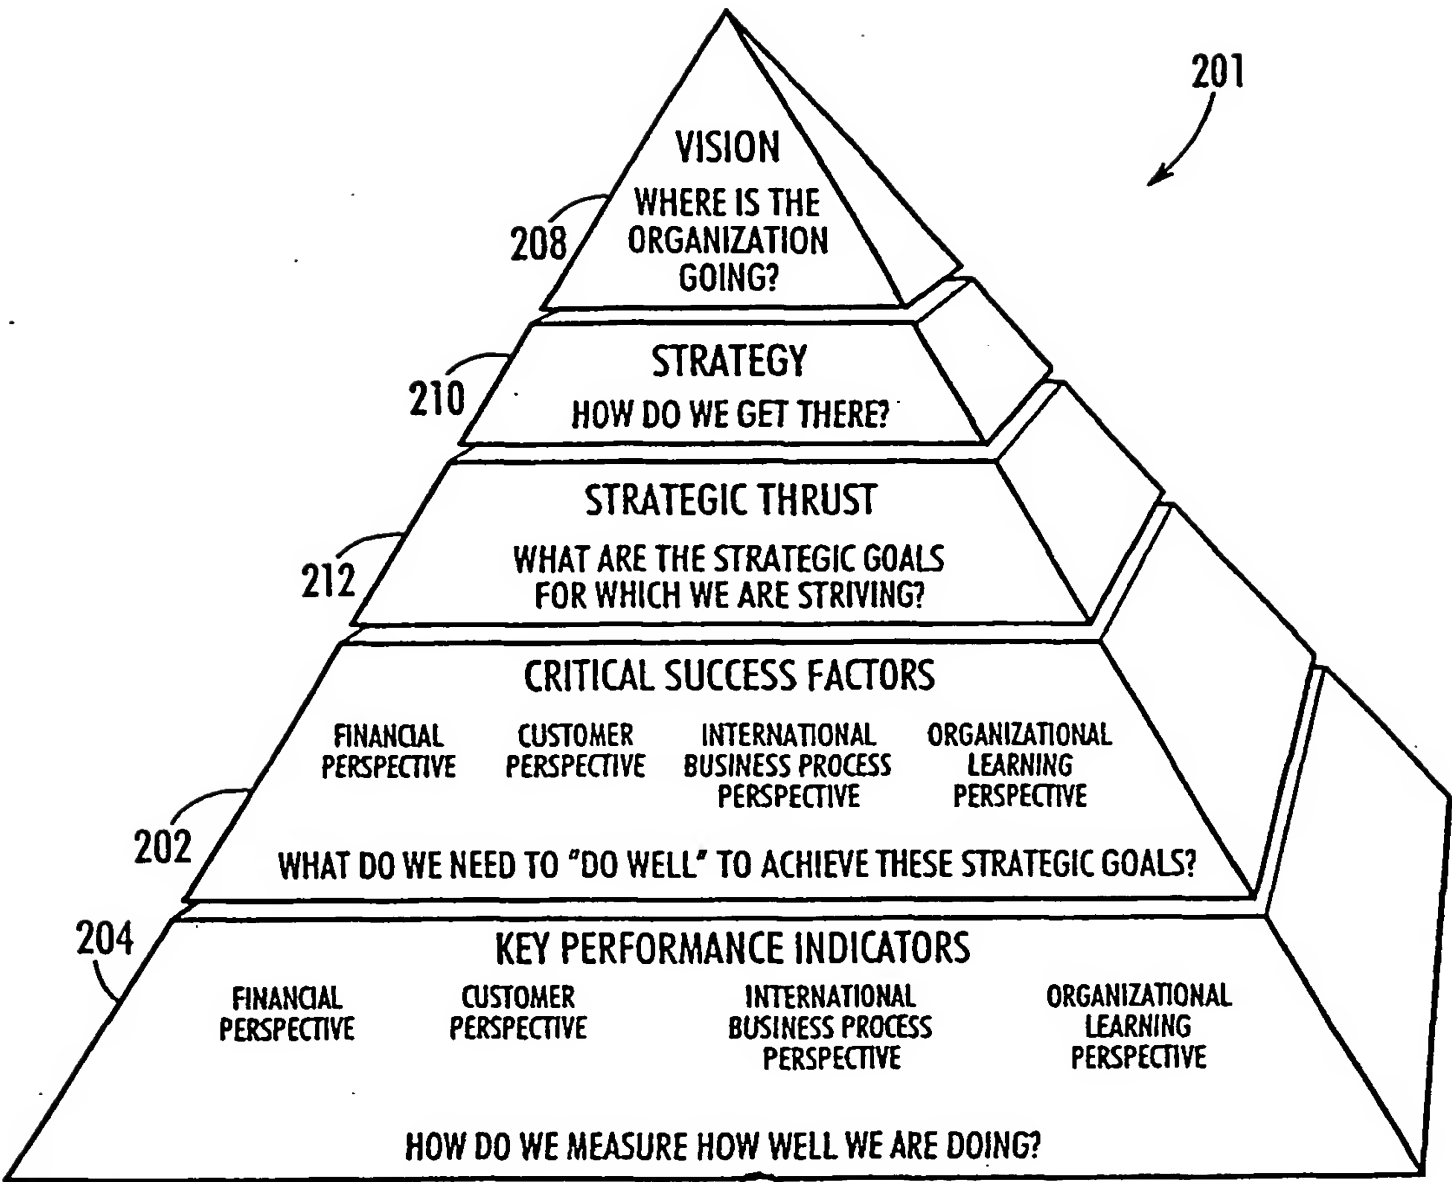 201
VISION
WHERE IS THE
ORGANIZATION
GOING?
208
STRATEGY
HOW DO WE GET THERE?
210
STRATEGIC THRUST
WHAT ARE THE STRATEGIC GOALS
FOR WHICH WE ARE STRIVING?
212
CRITICAL SUCCESS FACTORS
FINANCIAL
PERSPECTIVE
CUSTOMER
PERSPECTIVE
INTERNATIONAL
BUSINESS PROCESS
PERSPECTIVE
ORGANIZATIONAL
LEARNING
PERSPECTIVE
202
WHAT DO WE NEED TO "DO WELL" TO ACHIEVE THESE STRATEGIC GOALS?
204
KEY PERFORMANCE INDICATORS
FINANCIAL
PERSPECTIVE
CUSTOMER
PERSPECTIVE
INTERNATIONAL
BUSINESS PROCESS
PERSPECTIVE
ORGANIZATIONAL
LEARNING
PERSPECTIVE
HOW DO WE MEASURE HOW WELL WE ARE DOING?